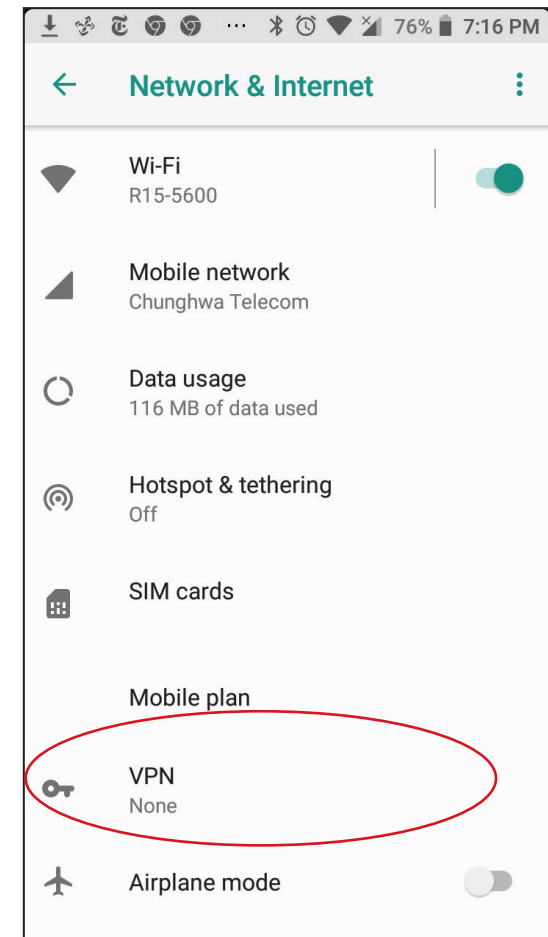 76% 7:16 PM
Network & Internet
Wi-Fi
R15-5600
Mobile network
Chunghwa Telecom
Data usage
116 MB of data used
Hotspot & tethering
Off
SIM cards
Mobile plan
VPN
None
Airplane mode